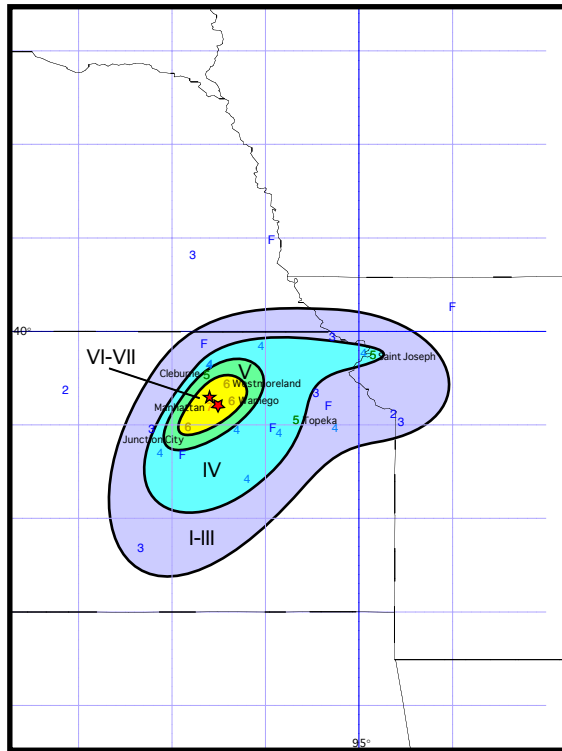 F
3
F
40°
3
F
4
4
VI-VII
4
5 Saint Joseph
V
Cleburne 5
6 Westmoreland
2
3
6 Wamego
Manhattan
F
2
5 Topeka
3
3
6
4
F
4
4
Junction City
4
F
IV
4
I-III
3
95°